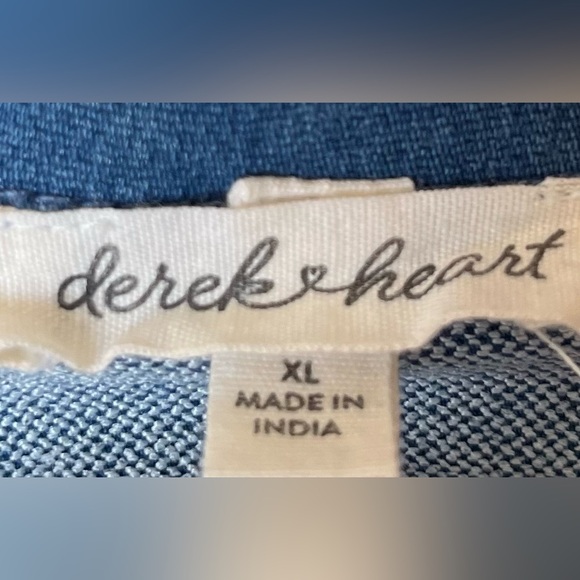 derek heart
XL
MADE IN
INDIA